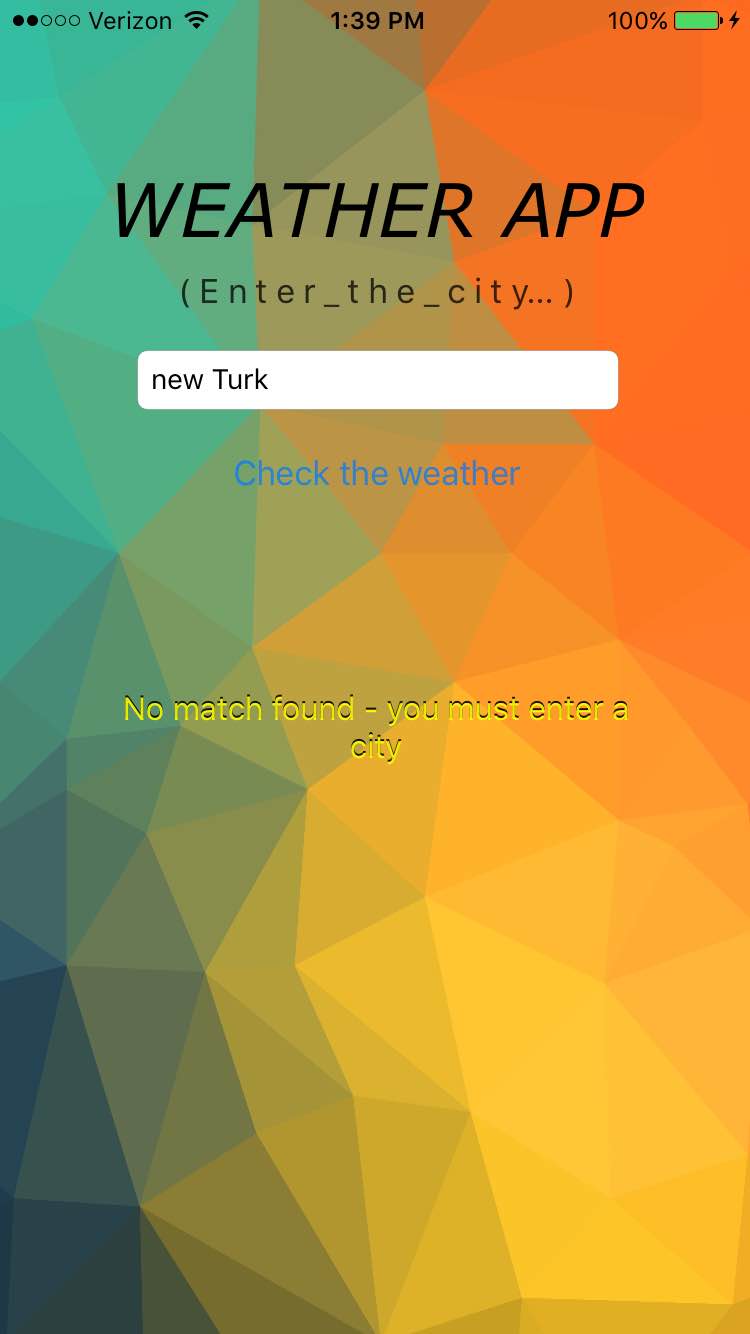 Verizon 1:39 PM 100%
WEATHER APP
(Enter_the_city...)
new Turk
Check the weather
No match found - you must enter a
city